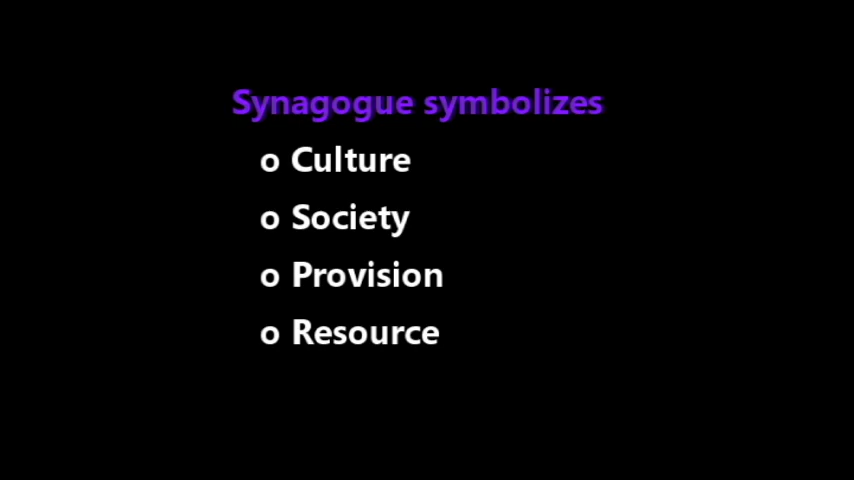 Synagogue symbolizes
o Culture
o Society
o Provision
o Resource